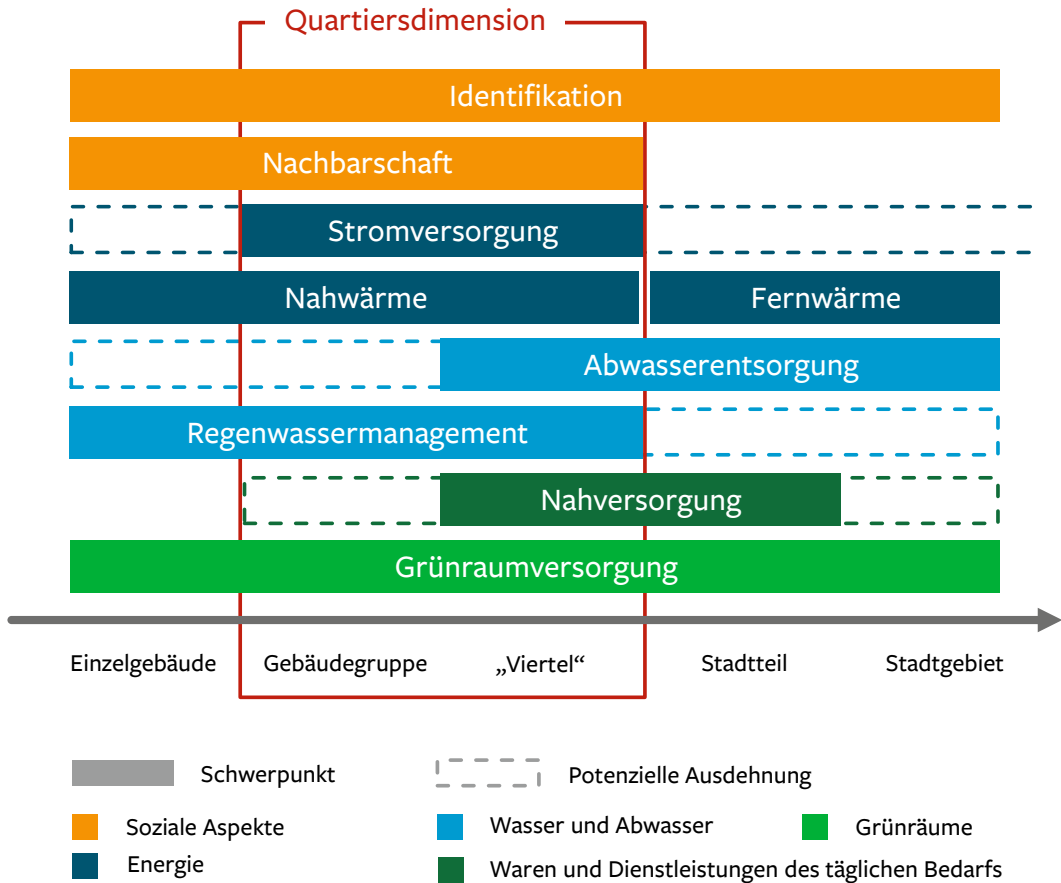 Quartiersdimension
Identifikation
Nachbarschaft
Stromversorgung
Nahwärme
Fernwärme
Abwasserentsorgung
Regenwassermanagement
Nahversorgung
Grünraumversorgung
Einzelgebäude
Gebäudegruppe
„Viertel“
Stadtteil
Stadtgebiet
Schwerpunkt
Potenzielle Ausdehnung
Soziale Aspekte
Wasser und Abwasser
Grünräume
Energie
Waren und Dienstleistungen des täglichen Bedarfs